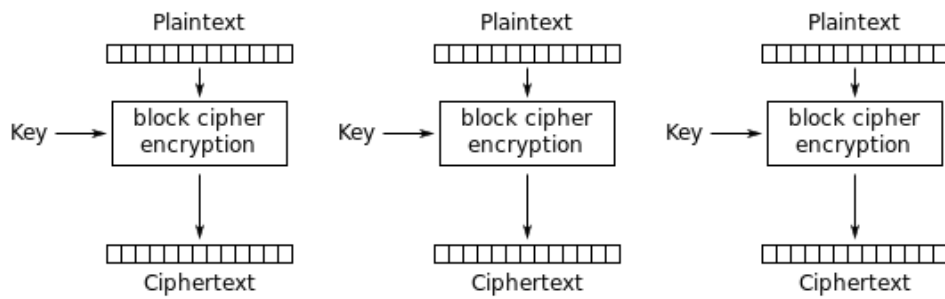 Plaintext Plaintext Plaintext
Key block cipher encryption Key block cipher encryption Key block cipher encryption
Ciphertext Ciphertext Ciphertext